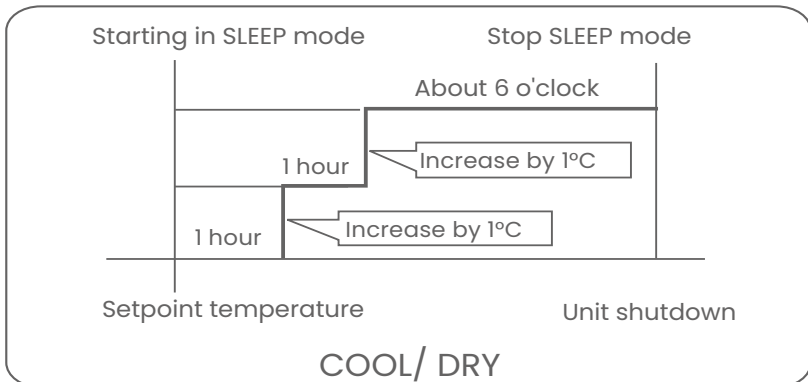 Starting in SLEEP mode
Stop SLEEP mode
About 6 o'clock
1 hour
Increase by 1°C
1 hour
Increase by 1°C
Setpoint temperature
Unit shutdown
COOL/ DRY